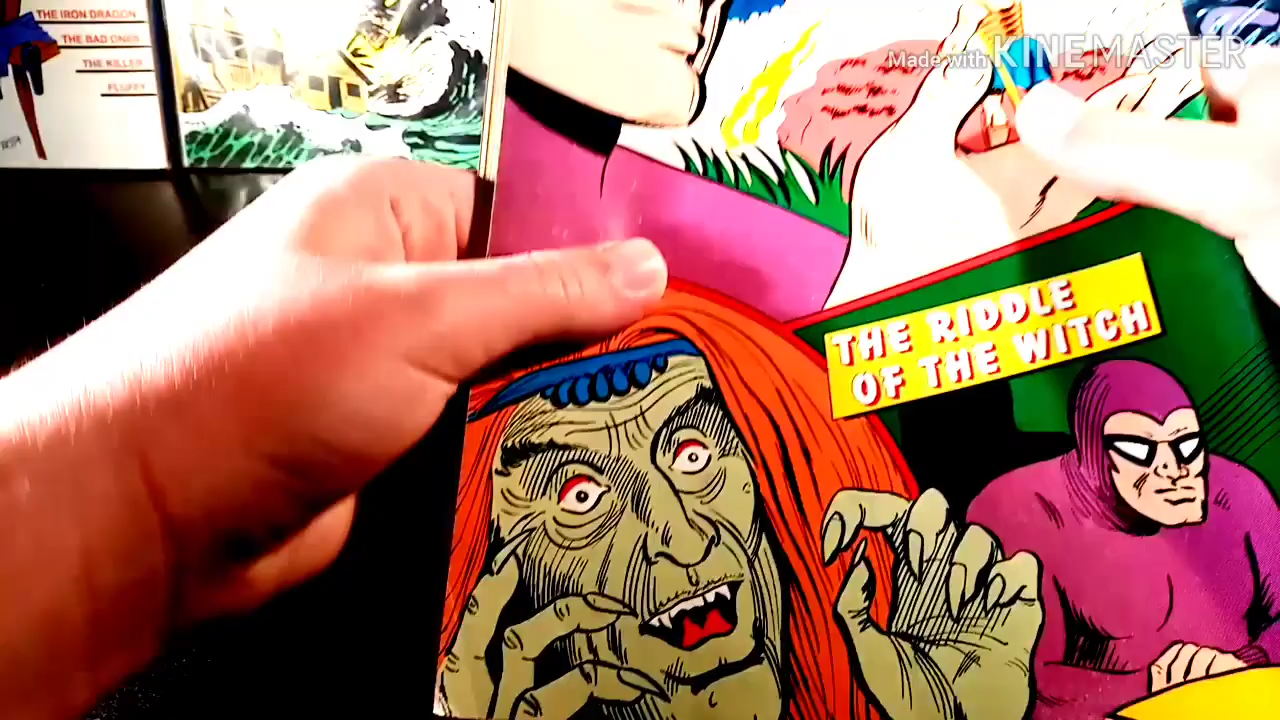 THE IRON DRAGON
THE BAD ONES
THE KILLER
FLUFFY
Made with KINEMASTER
THE RIDDLE
OF THE WITCH